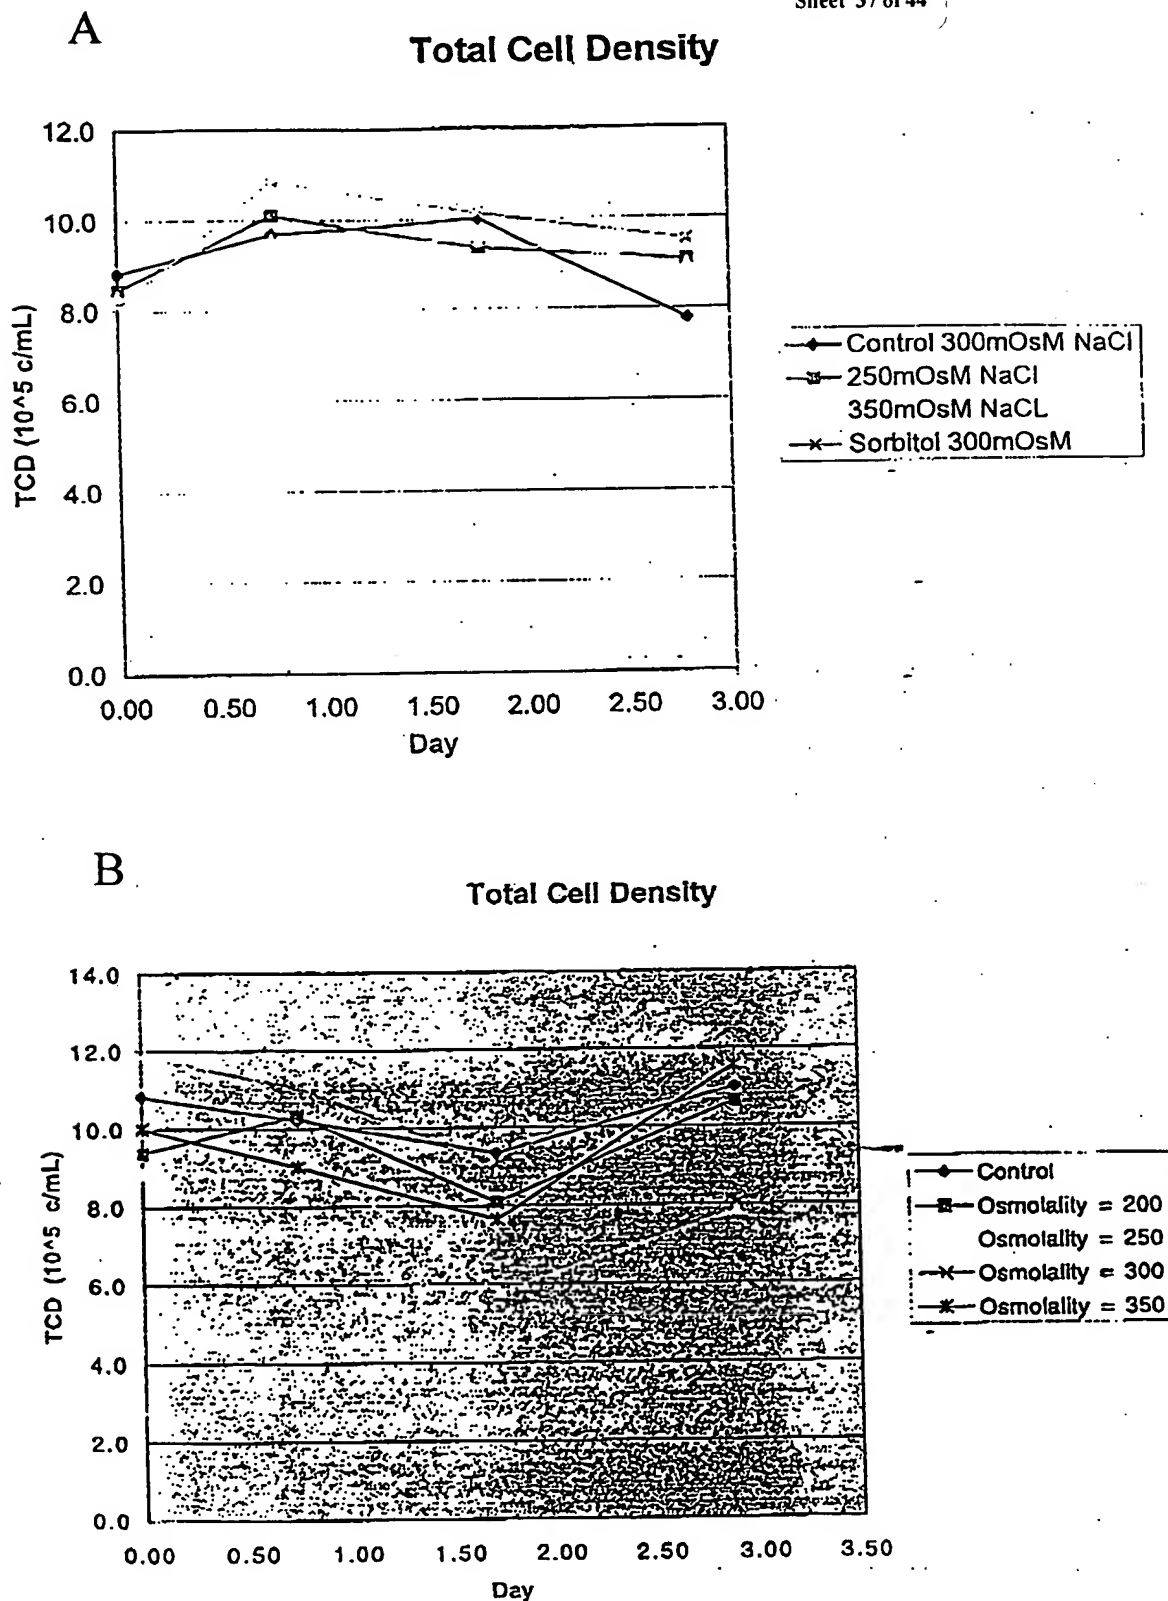 Sheet 37 of 44
A
Total Cell Density
12.0
10.0
8.0
6.0
4.0
2.0
0.0
TCD (10^5 c/mL)
0.00 0.50 1.00 1.50 2.00 2.50 3.00
Day
Control 300mOsM NaCl
250mOsM NaCl
350mOsM NaCL
Sorbitol 300mOsM
B
Total Cell Density
14.0
12.0
10.0
8.0
6.0
4.0
2.0
0.0
TCD (10^5 c/mL)
0.00 0.50 1.00 1.50 2.00 2.50 3.00 3.50
Day
Control
Osmolality = 200
Osmolality = 250
Osmolality = 300
Osmolality = 350